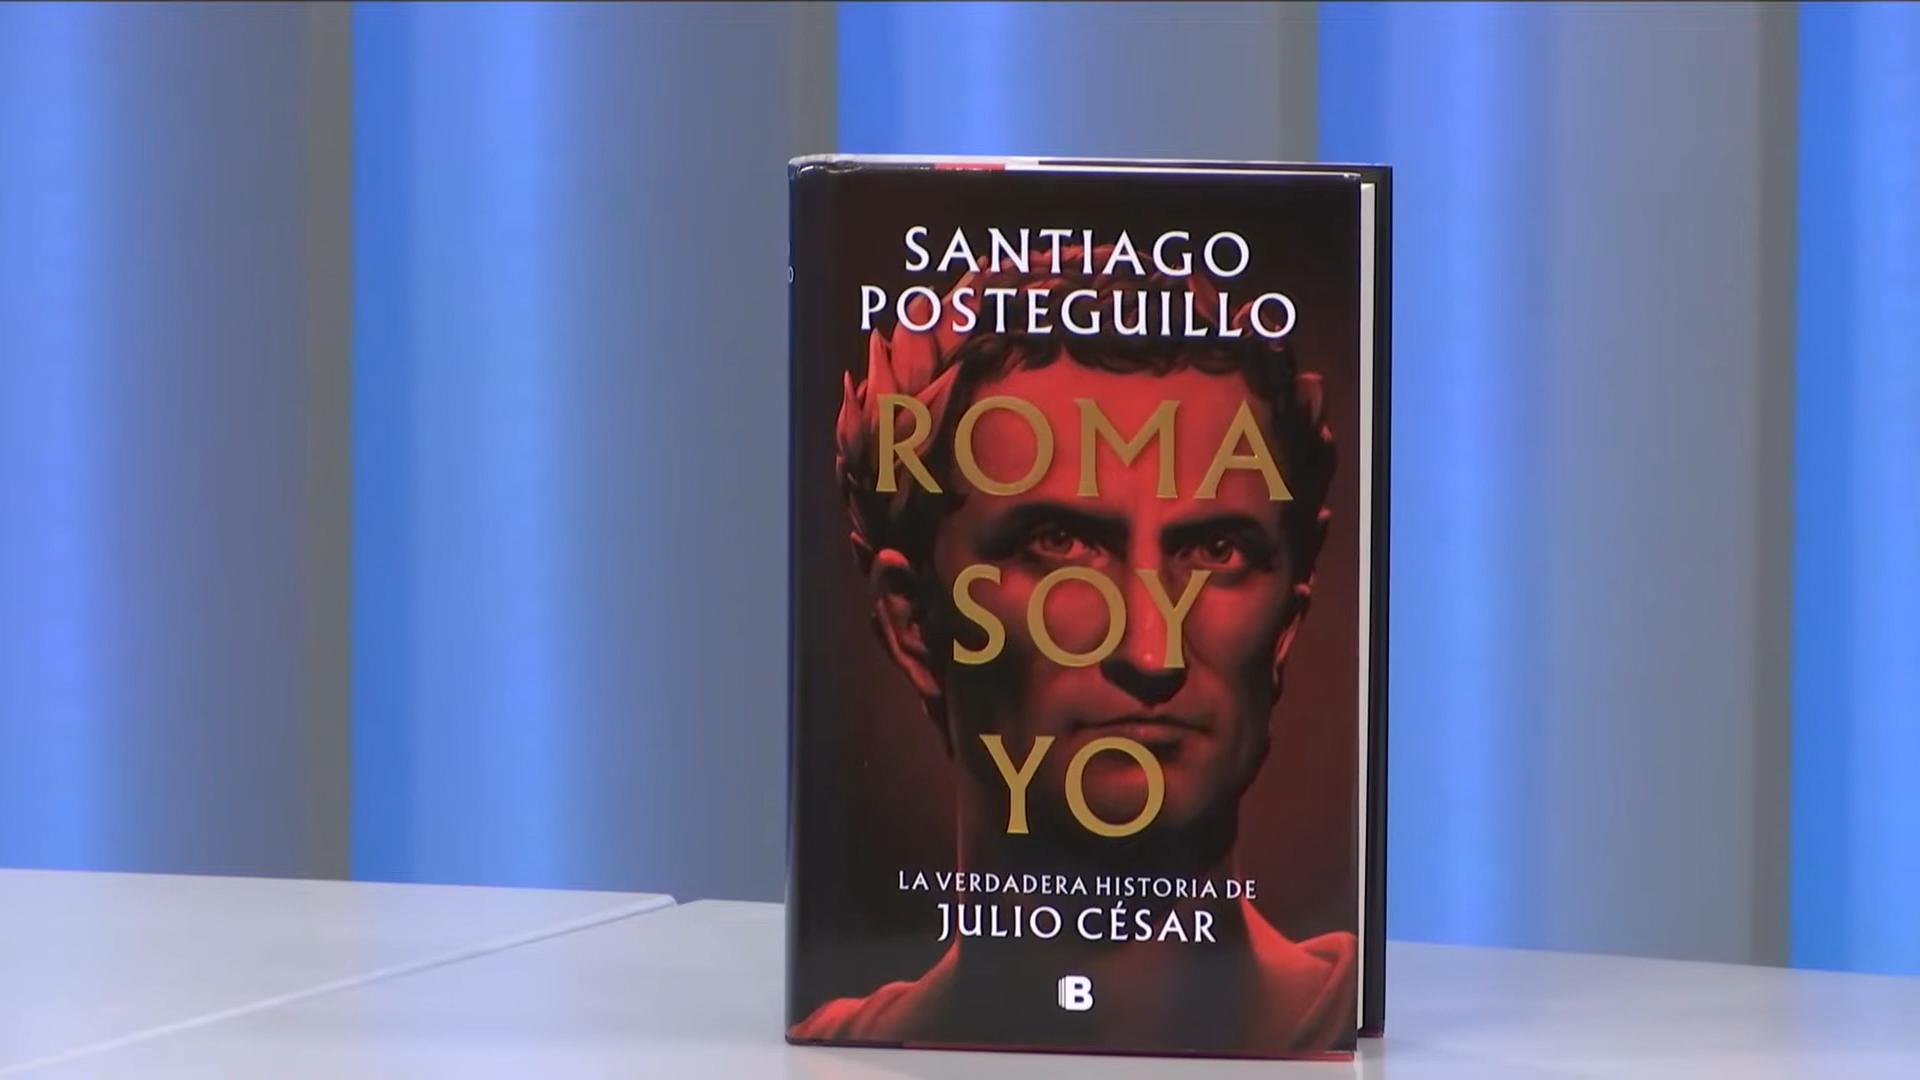 SANTIAGO
POSTEGUILLO
ROMA
SOY
YO
LA VERDADERA HISTORIA DE
JULIO CÉSAR
B